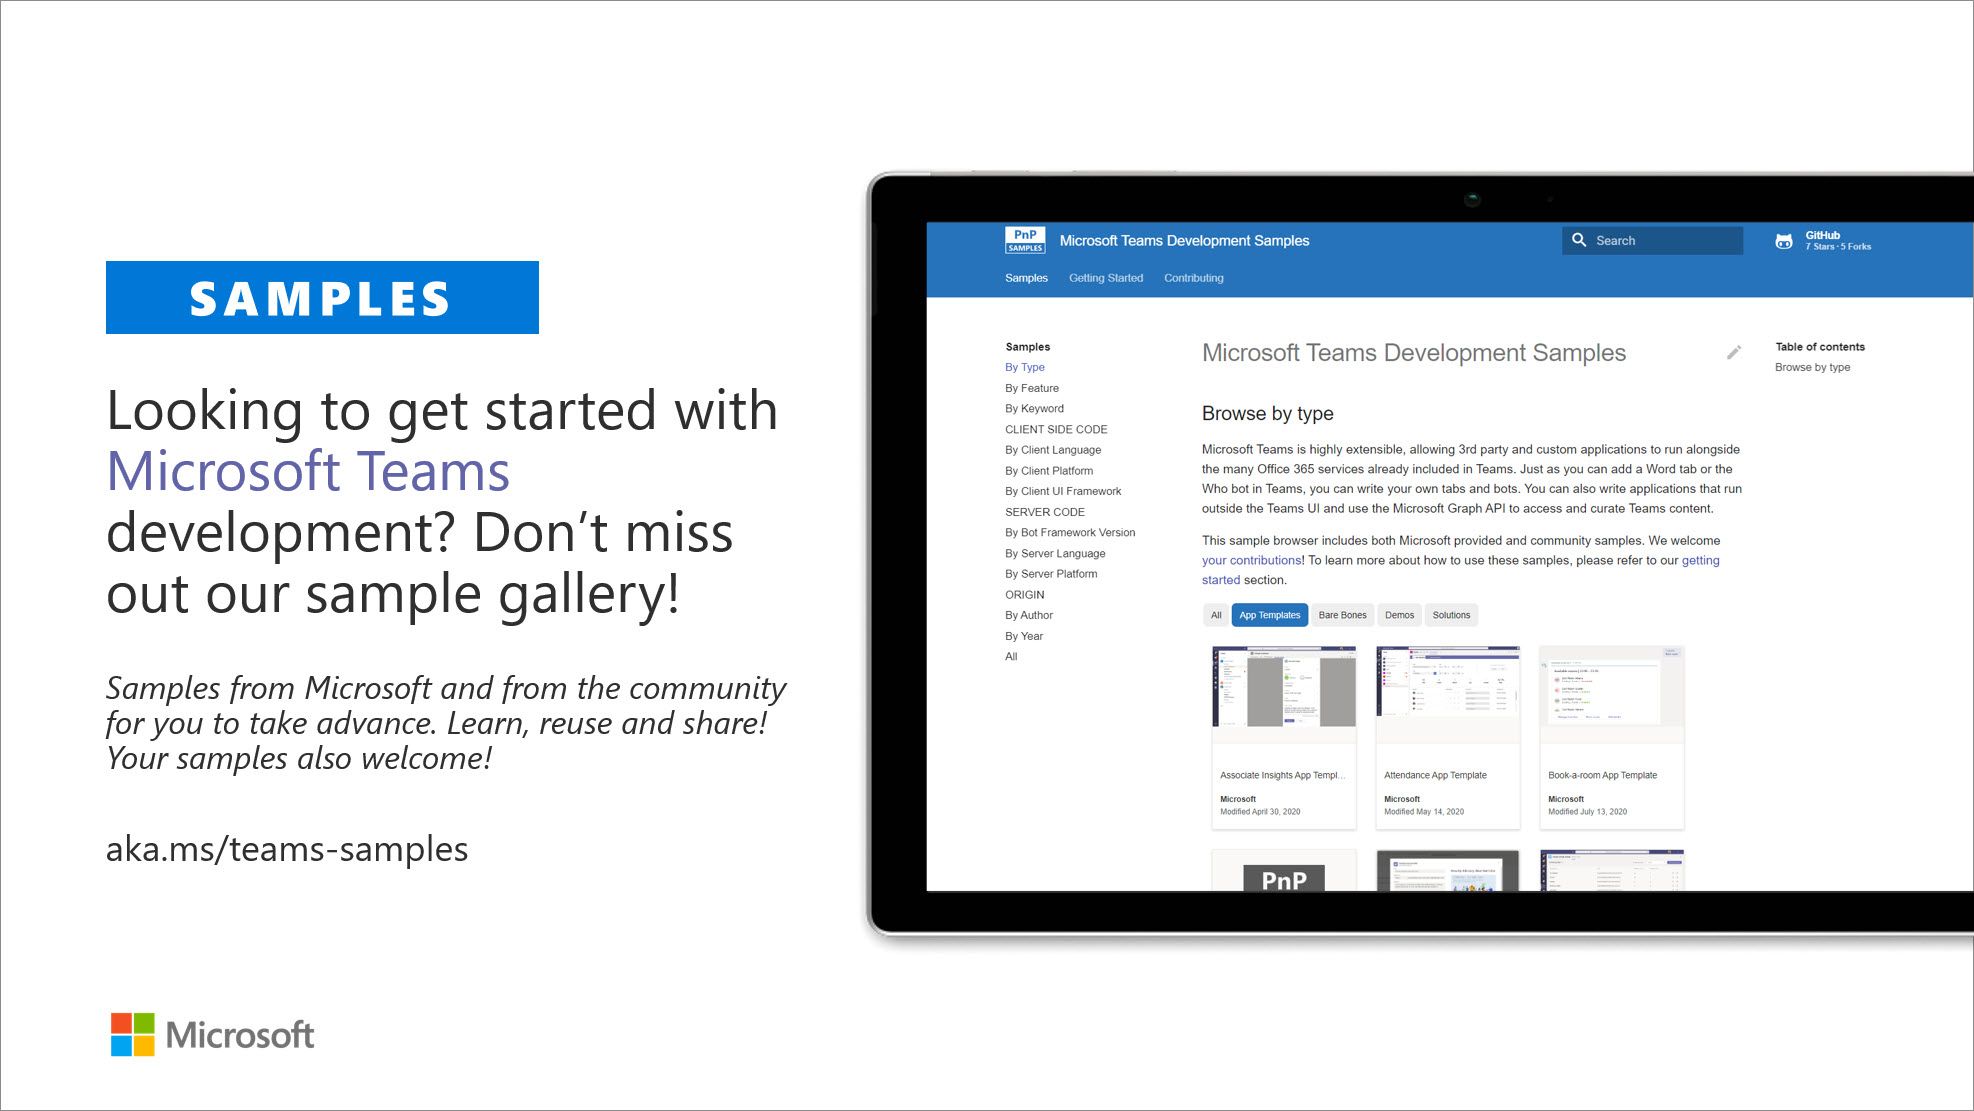 SAMPLES
Looking to get started with
Microsoft Teams
development? Don't miss
out our sample gallery!
Samples from Microsoft and from the community
for you to take advance. Learn, reuse and share!
Your samples also welcome!
aka.ms/teams-samples
Microsoft
PnP
SAMPLES
Microsoft Teams Development Samples
Search
GitHub
7 Stars · 5 Forks
Samples Getting Started Contributing
Samples
By Type
By Feature
By Keyword
CLIENT SIDE CODE
By Client Language
By Client Platform
By Client UI Framework
SERVER CODE
By Bot Framework Version
By Server Language
By Server Platform
ORIGIN
By Author
By Year
All
Microsoft Teams Development Samples
Browse by type
Microsoft Teams is highly extensible, allowing 3rd party and custom applications to run alongside
the many Office 365 services already included in Teams. Just as you can add a Word tab or the
Who bot in Teams, you can write your own tabs and bots. You can also write applications that run
outside the Teams UI and use the Microsoft Graph API to access and curate Teams content.
This sample browser includes both Microsoft provided and community samples. We welcome
your contributions! To learn more about how to use these samples, please refer to our getting
started section.
All App Templates Bare Bones Demos Solutions
Associate Insights App Templ...
Microsoft
Modified April 30, 2020
Attendance App Template
Microsoft
Modified May 14, 2020
Book-a-room App Template
Microsoft
Modified July 13, 2020
PnP
Table of contents
Browse by type